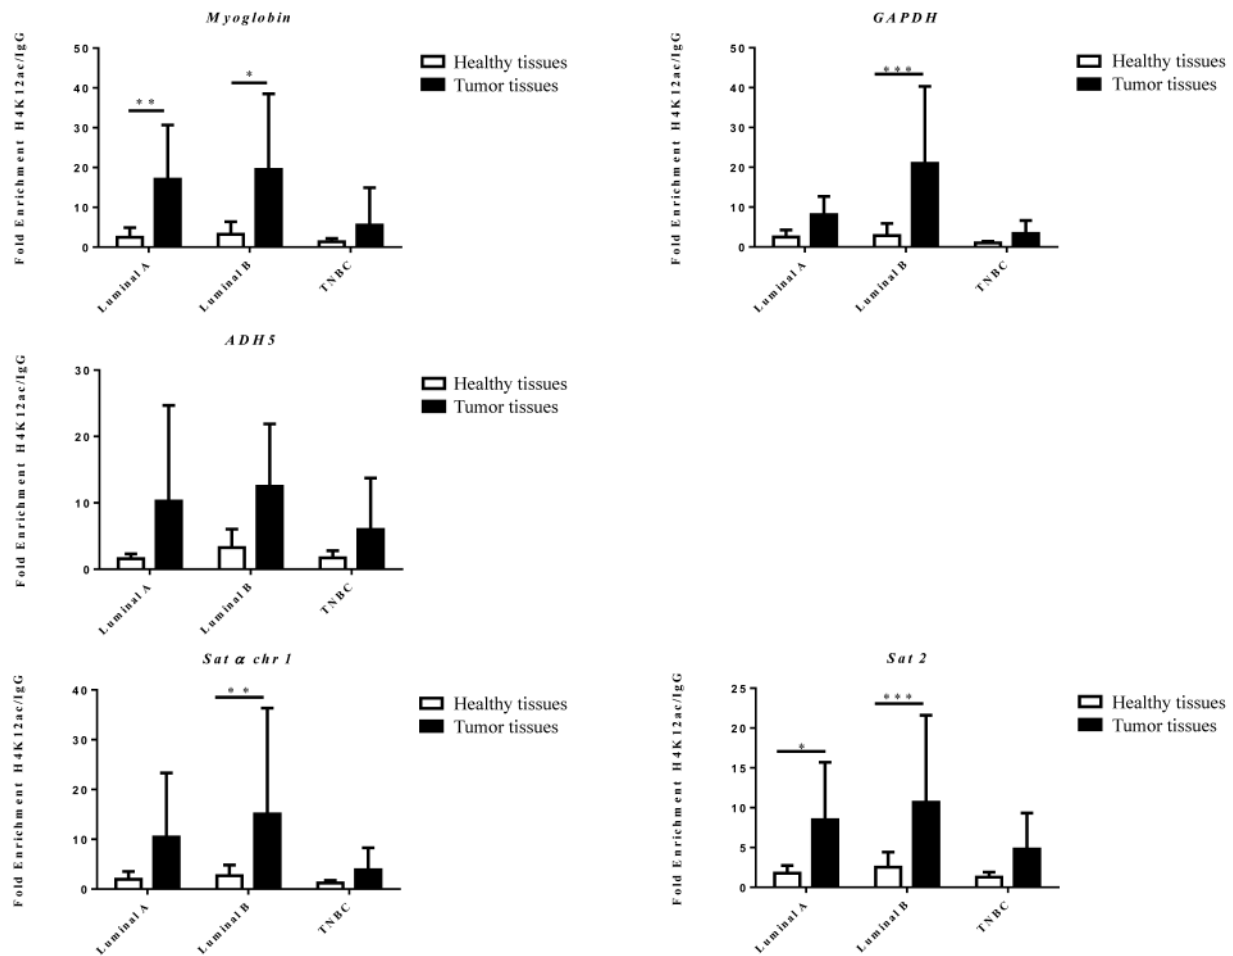 Myoglobin
Fold Enrichment H4K12ac/IgG
50
40
30
20
10
0
**
*
Luminal A
Luminal B
TNBC
Healthy tissues
Tumor tissues
GAPDH
Fold Enrichment H4K12ac/IgG
50
40
30
20
10
0
***
Luminal A
Luminal B
TNBC
Healthy tissues
Tumor tissues
ADH5
Fold Enrichment H4K12ac/IgG
30
20
10
0
Luminal A
Luminal B
TNBC
Healthy tissues
Tumor tissues
Sat α chr 1
Fold Enrichment H4K12ac/IgG
40
30
20
10
0
**
Luminal A
Luminal B
TNBC
Healthy tissues
Tumor tissues
Sat 2
Fold Enrichment H4K12ac/IgG
25
20
15
10
5
0
*
***
Luminal A
Luminal B
TNBC
Healthy tissues
Tumor tissues